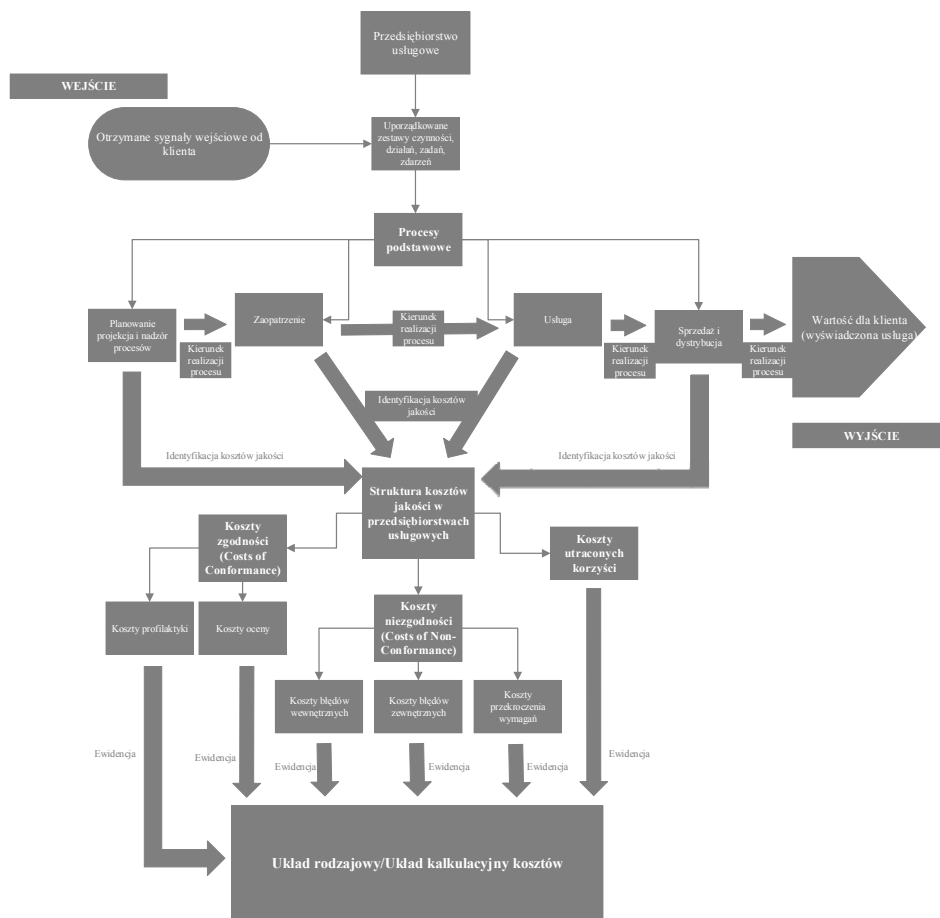 Przedsiębiorstwo
usługowe
WEJŚCIE
Otrzymane sygnały wejściowe od
klienta
Uporządkowane
zestawy czynności,
działań, zadań,
zdarzeń
Procesy
podstawowe
Planowanie
projekcja i nadzór
procesów
Kierunek
realizacji
procesu
Zaopatrzenie
Kierunek
realizacji
procesu
Usługa
Kierunek
realizacji
procesu
Sprzedaż i
dystrybucja
Kierunek
realizacji
procesu
Wartość dla klienta
(wyświadczona usługa)
WYJŚCIE
Identyfikacja kosztów
jakości
Identyfikacja kosztów jakości
Identyfikacja kosztów jakości
Struktura kosztów
jakości w
przedsiębiorstwach
usługowych
Koszty
zgodności
(Costs of
Conformance)
Koszty
utraconych
korzyści
Koszty profilaktyki
Koszty oceny
Koszty
niezgodności
(Costs of Non-
Conformance)
Koszty błędów
wewnętrznych
Koszty błędów
zewnętrznych
Koszty
przekroczenia
wymagań
Ewidencja
Ewidencja
Ewidencja
Ewidencja
Ewidencja
Ewidencja
Układ rodzajowy/Układ kalkulacyjny kosztów